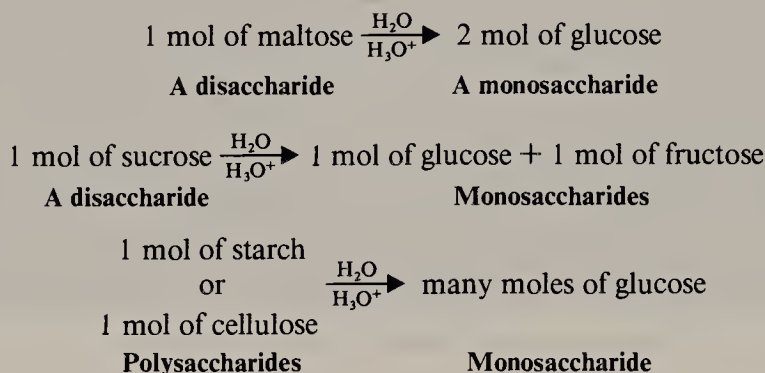 1 mol of maltose H₂O H₃O⁺ 2 mol of glucose
A disaccharide A monosaccharide
1 mol of sucrose H₂O H₃O⁺ 1 mol of glucose + 1 mol of fructose
A disaccharide Monosaccharides
1 mol of starch
or H₂O H₃O⁺ many moles of glucose
1 mol of cellulose
Polysaccharides Monosaccharide